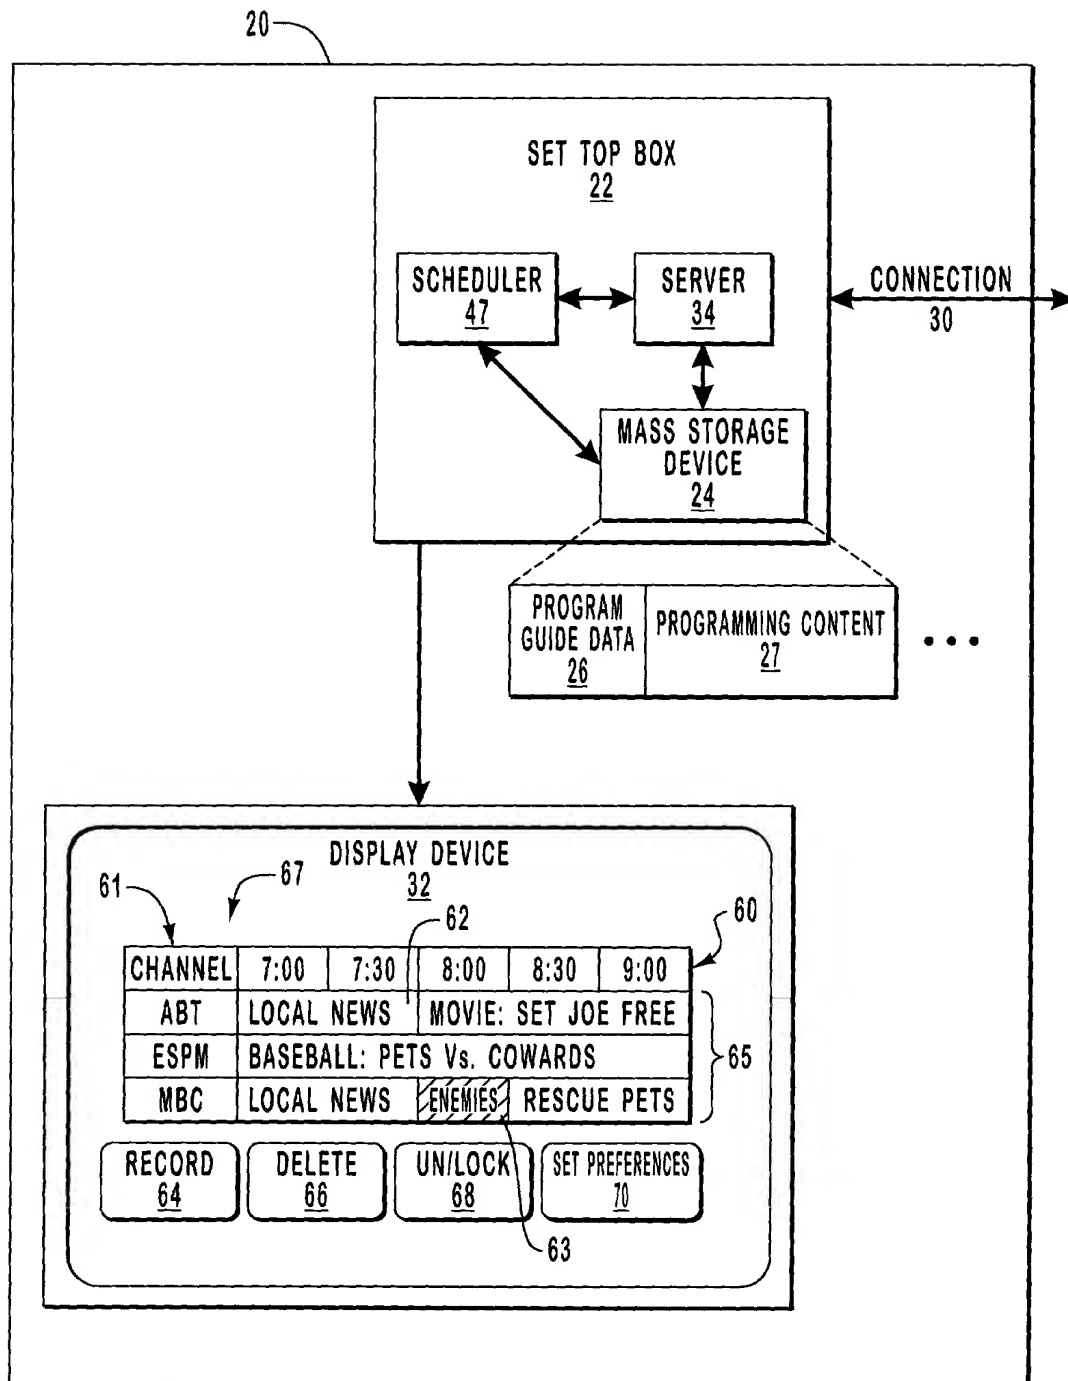 20
SET TOP BOX
22
SCHEDULER
47
SERVER
34
CONNECTION
30
MASS STORAGE
DEVICE
24
PROGRAM
GUIDE DATA
26
PROGRAMMING CONTENT
27
DISPLAY DEVICE
32
61
67
62
60
CHANNEL 7:00 7:30 8:00 8:30 9:00
ABT LOCAL NEWS MOVIE: SET JOE FREE
ESPM BASEBALL: PETS Vs. COWARDS
MBC LOCAL NEWS ENEMIES RESCUE PETS
65
RECORD
64
DELETE
66
UN/LOCK
68
SET PREFERENCES
70
63